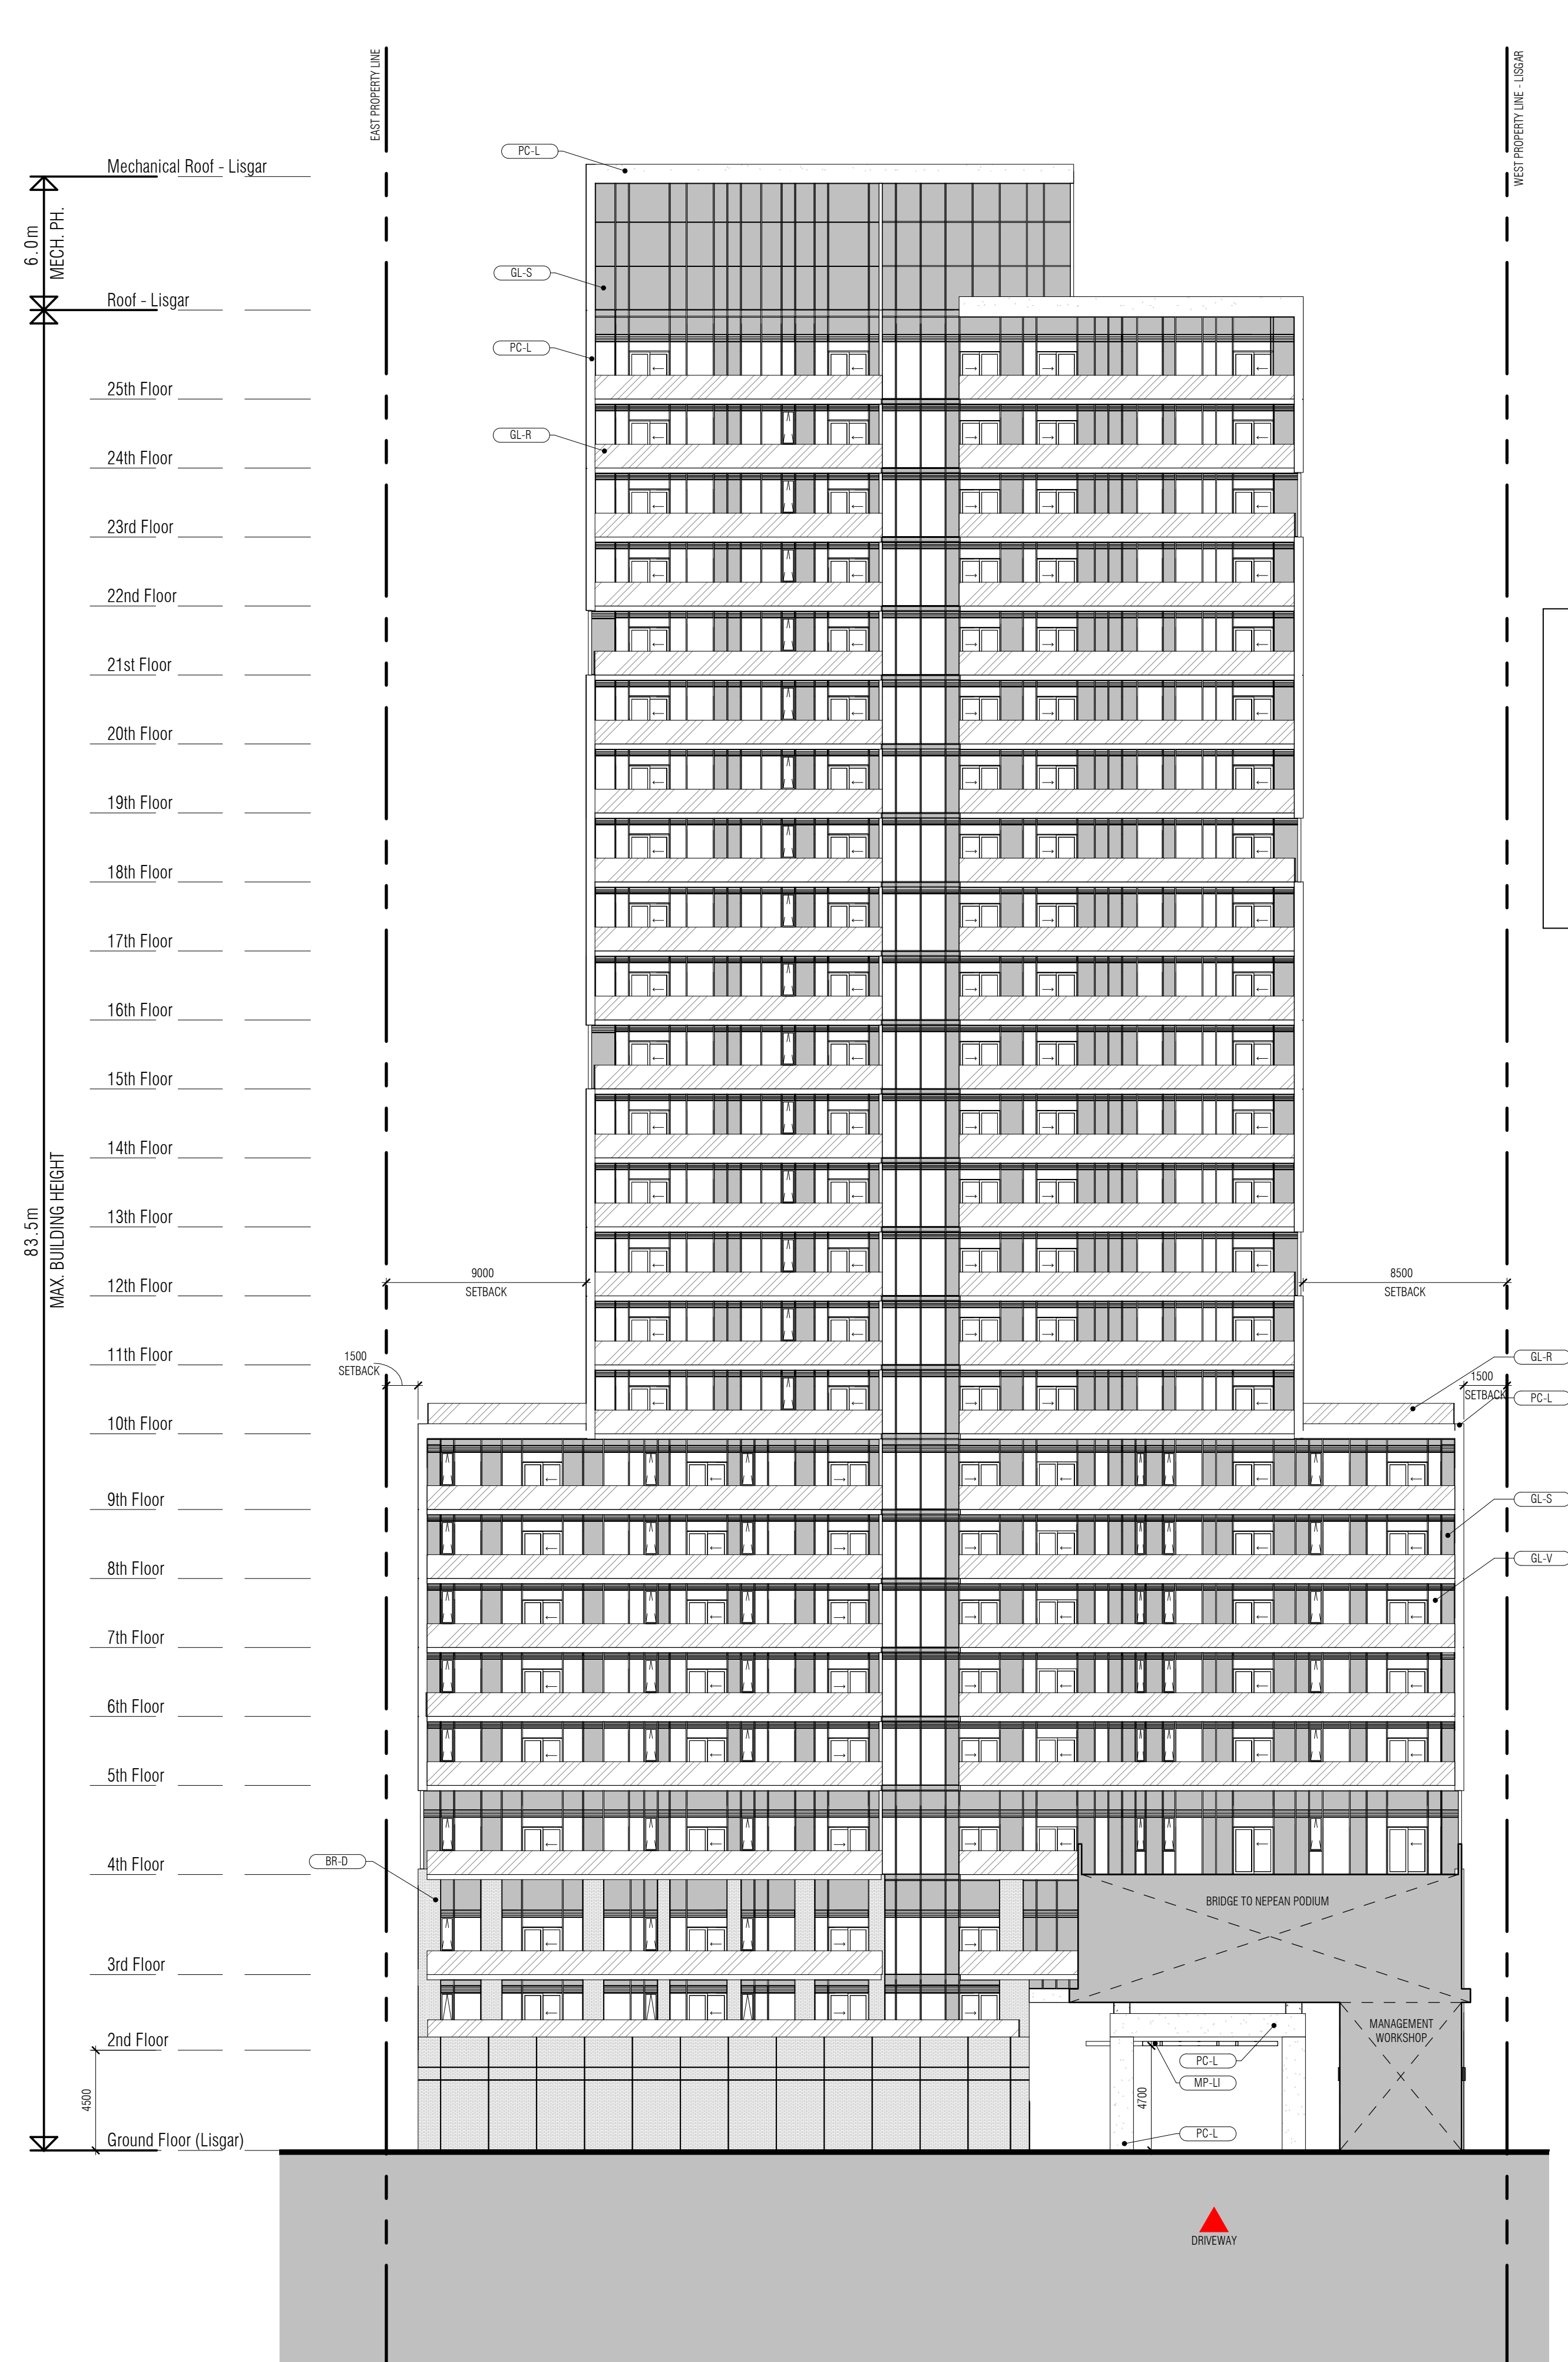 EAST PROPERTY LINE
WEST PROPERTY LINE - LISGAR
PC-L
Mechanical Roof - Lisgar
6.0m
MECH. PH.
GL-S
Roof - Lisgar
PC-L
25th Floor
GL-R
24th Floor
23rd Floor
22nd Floor
21st Floor
20th Floor
19th Floor
18th Floor
17th Floor
16th Floor
15th Floor
14th Floor
83.5m
MAX. BUILDING HEIGHT
13th Floor
9000
SETBACK
8500
SETBACK
12th Floor
11th Floor
1500
SETBACK
GL-R
1500
SETBACK
PC-L
10th Floor
9th Floor
GL-S
8th Floor
GL-V
7th Floor
6th Floor
5th Floor
4th Floor
BR-D
BRIDGE TO NEPEAN PODIUM
3rd Floor
2nd Floor
MANAGEMENT
WORKSHOP
PC-L
MP-LI
4500
4700
PC-L
Ground Floor (Lisgar)
DRIVEWAY